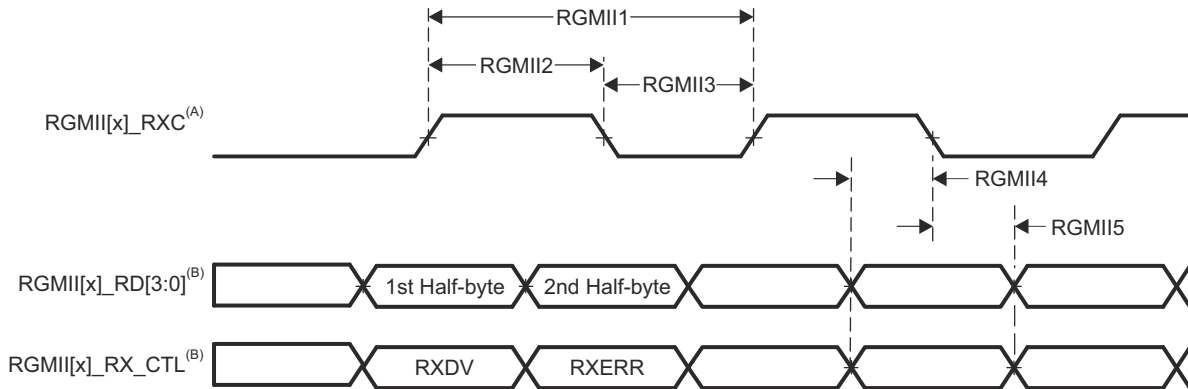 RGMII1
RGMII2
RGMII3
RGMII[x]_RXC(A)
RGMII4
RGMII5
RGMII[x]_RD[3:0](B)
1st Half-byte
2nd Half-byte
RGMII[x]_RX_CTL(B)
RXDV
RXERR